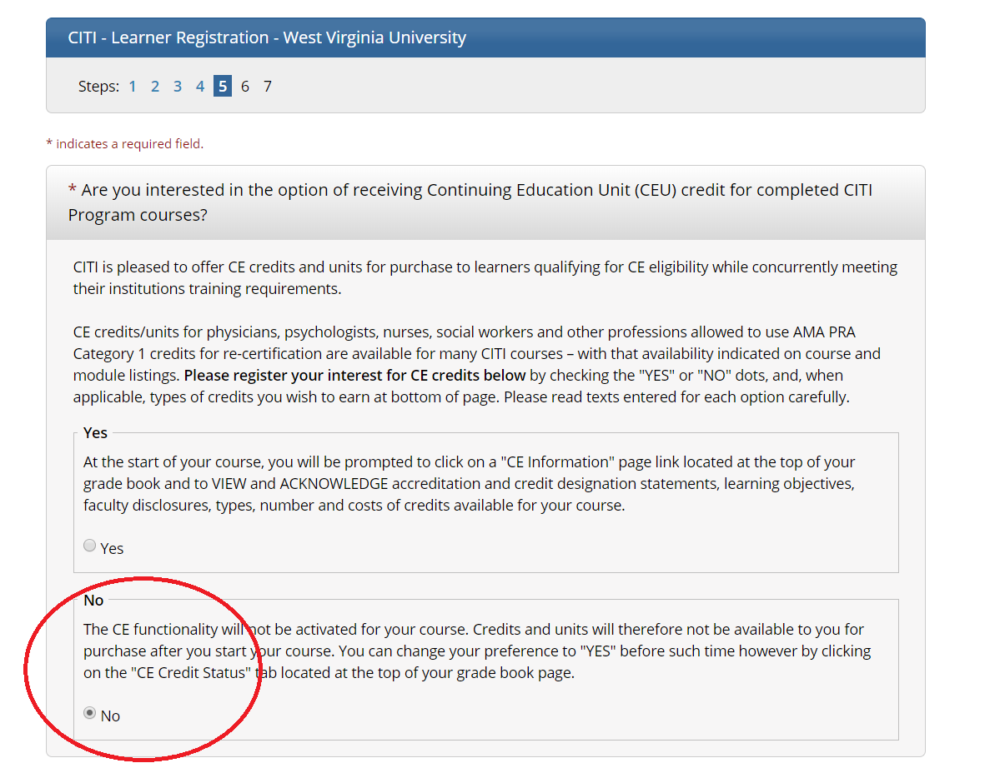 CITI - Learner Registration - West Virginia University
Steps: 1 2 3 4 5 6 7
* indicates a required field.
* Are you interested in the option of receiving Continuing Education Unit (CEU) credit for completed CITI
Program courses?
CITI is pleased to offer CE credits and units for purchase to learners qualifying for CE eligibility while concurrently meeting
their institutions training requirements.
CE credits/units for physicians, psychologists, nurses, social workers and other professions allowed to use AMA PRA
Category 1 credits for re-certification are available for many CITI courses – with that availability indicated on course and
module listings. Please register your interest for CE credits below by checking the "YES" or "NO" dots, and, when
applicable, types of credits you wish to earn at bottom of page. Please read texts entered for each option carefully.
Yes
At the start of your course, you will be prompted to click on a "CE Information" page link located at the top of your
grade book and to VIEW and ACKNOWLEDGE accreditation and credit designation statements, learning objectives,
faculty disclosures, types, number and costs of credits available for your course.
Yes
No
The CE functionality will not be activated for your course. Credits and units will therefore not be available to you for
purchase after you start your course. You can change your preference to "YES" before such time however by clicking
on the "CE Credit Status" tab located at the top of your grade book page.
No